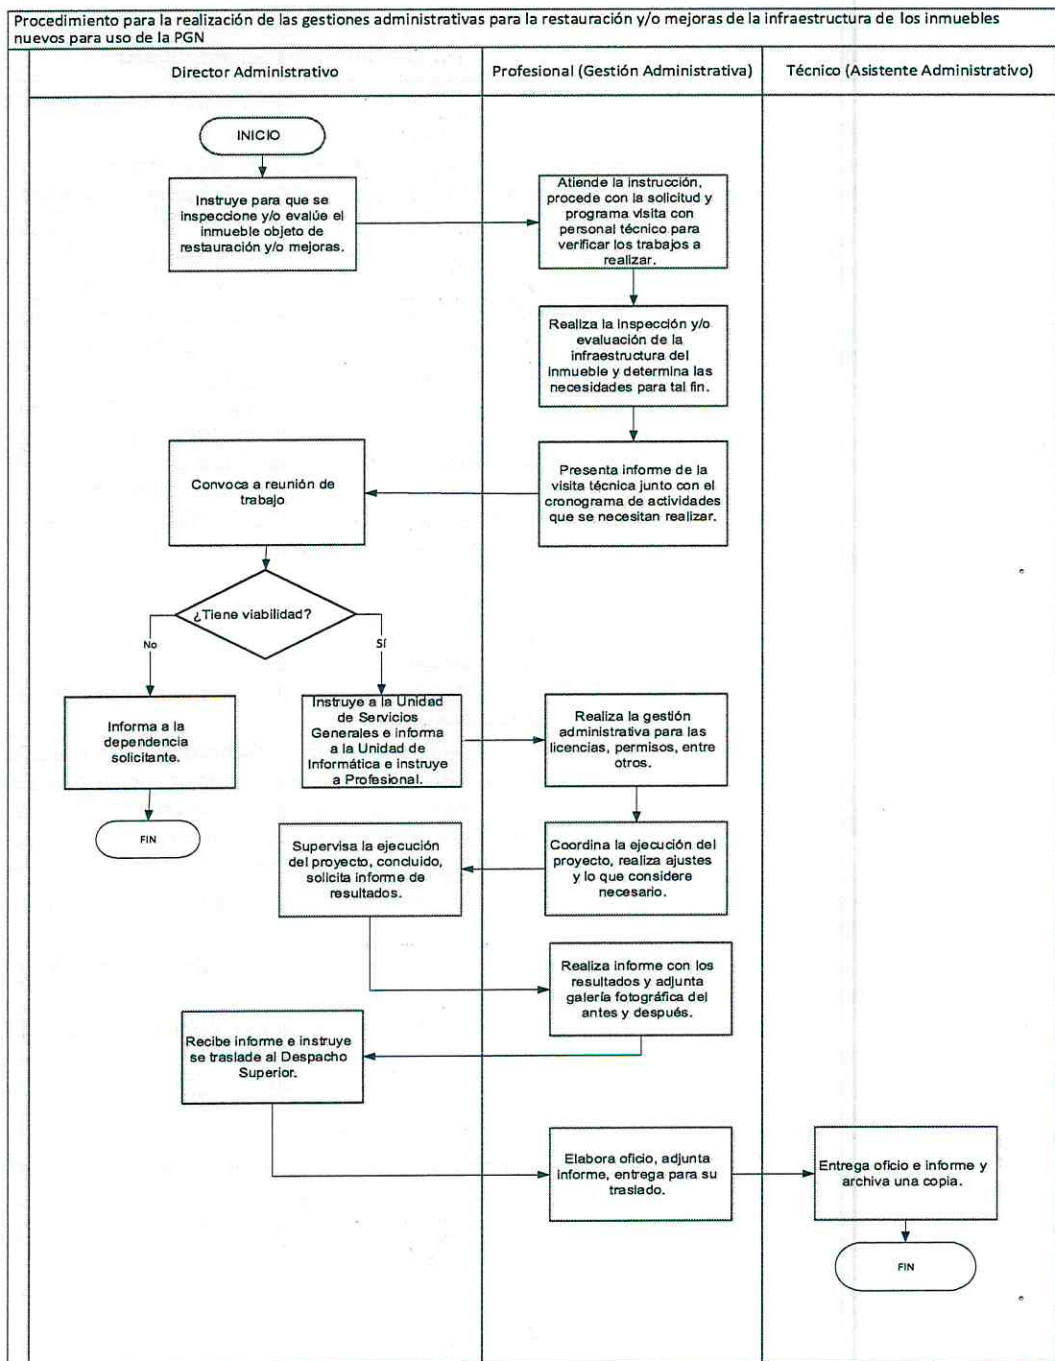 Procedimiento para la realización de las gestiones administrativas para la restauración y/o mejoras de la infraestructura de los inmuebles
nuevos para uso de la PGN
Director Administrativo
Profesional (Gestión Administrativa)
Técnico (Asistente Administrativo)
INICIO
Instruye para que se
inspeccione y/o evalúe el
inmueble objeto de
restauración y/o mejoras.
Atiende la instrucción,
procede con la solicitud y
programa visita con
personal técnico para
verificar los trabajos a
realizar.
Realiza la inspección y/o
evaluación de la
infraestructura del
inmueble y determina las
necesidades para tal fin.
Presenta informe de la
visita técnica junto con el
cronograma de actividades
que se necesitan realizar.
Convoca a reunión de
trabajo
¿Tiene viabilidad?
No
Sí
Informa a la
dependencia
solicitante.
FIN
Instruye a la Unidad
de Servicios
Generales e informa
a la Unidad de
Informática e instruye
a Profesional.
Realiza la gestión
administrativa para las
licencias, permisos, entre
otros.
Coordina la ejecución del
proyecto, realiza ajustes
y lo que considere
necesario.
Supervisa la ejecución
del proyecto, concluido,
solicita informe de
resultados.
Realiza informe con los
resultados y adjunta
galería fotográfica del
antes y después.
Recibe informe e instruye
se traslade al Despacho
Superior.
Elabora oficio, adjunta
informe, entrega para su
traslado.
Entrega oficio e informe y
archiva una copia.
FIN